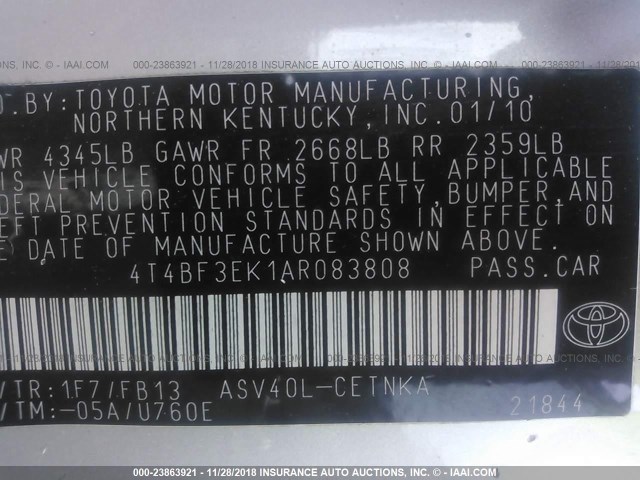 000-23863921 - 11/28/2018 INSURANCE AUTO AUCTIONS, INC. - IAAI.COM
D.BY: TOYOTA MOTOR MANUFACTURING,
NORTHERN KENTUCKY, INC. 01/10
WR 4345LB GAWR FR 2668LB RR 2359LB
IS VEHICLE CONFORMS TO ALL APPLICABLE
DERAL MOTOR VEHICLE SAFETY, BUMPER, AND
EFT PREVENTION STANDARDS IN EFFECT ON
E DATE OF MANUFACTURE SHOWN ABOVE.
4T4BF3EK1AR083808 PASS.CAR
/TR: 1F7/FB13 ASV40L-CETNKA
/TM: -05A/U760E 21844
000-23863921 - 11/28/2018 INSURANCE AUTO AUCTIONS, INC. - IAAI.COM